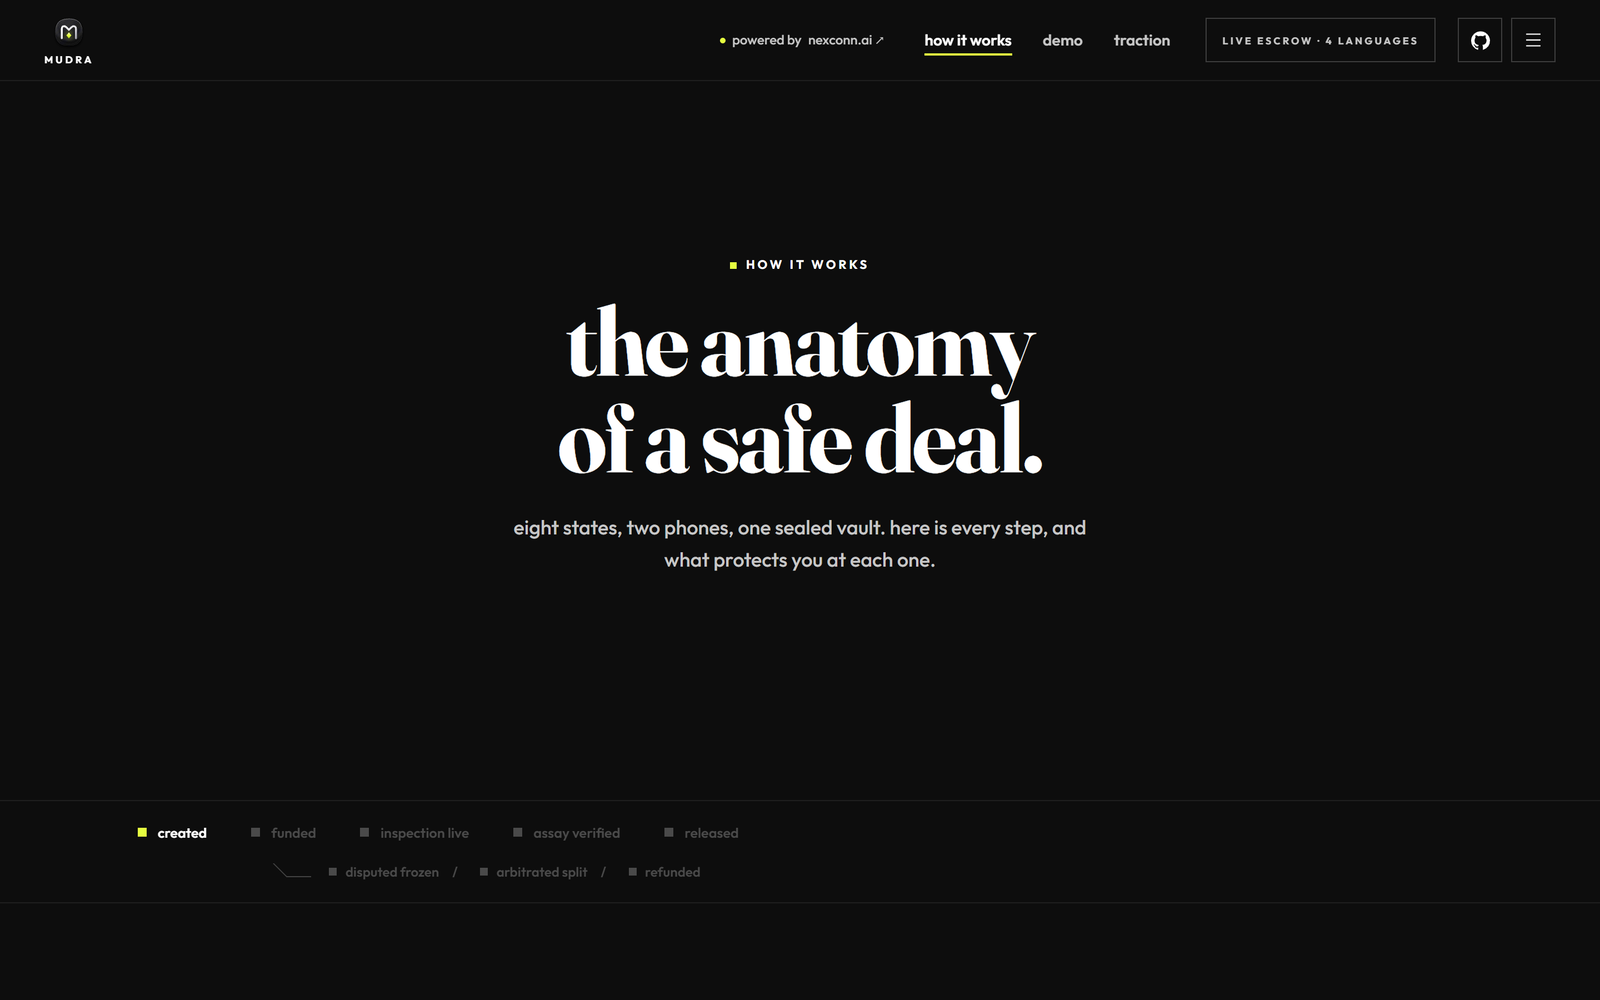 MUDRA
powered by nexconn.ai ↗
how it works
demo
traction
LIVE ESCROW · 4 LANGUAGES
HOW IT WORKS
the anatomy
of a safe deal.
eight states, two phones, one sealed vault. here is every step, and
what protects you at each one.
created funded inspection live assay verified released
disputed frozen / arbitrated split / refunded